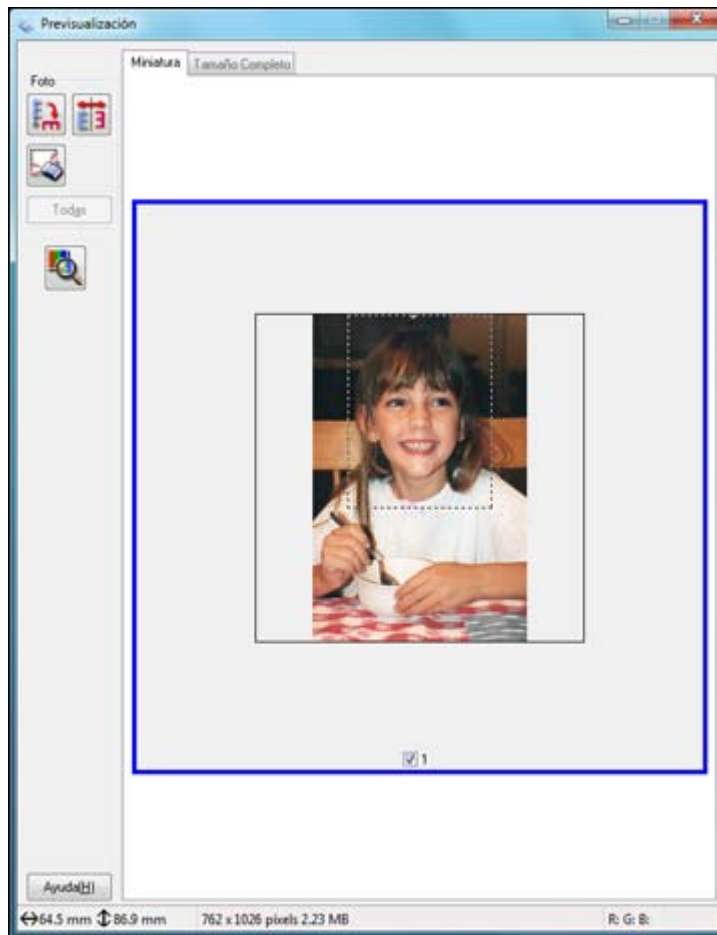 Previsualización
Miniatura
Tamaño Completo
Foto
Todas
1
Ayuda(H)
64.5 mm 86.9 mm 762 x 1026 pixels 2.23 MB R: G: B: